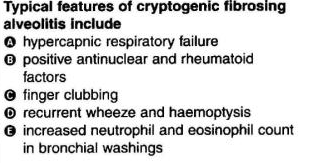 Typical features of cryptogenic fibrosing
alveolitis include
A hypercapnic respiratory failure
B positive antinuclear and rheumatoid
factors
C finger clubbing
D recurrent wheeze and haemoptysis
E increased neutrophil and eosinophil count
in bronchial washings